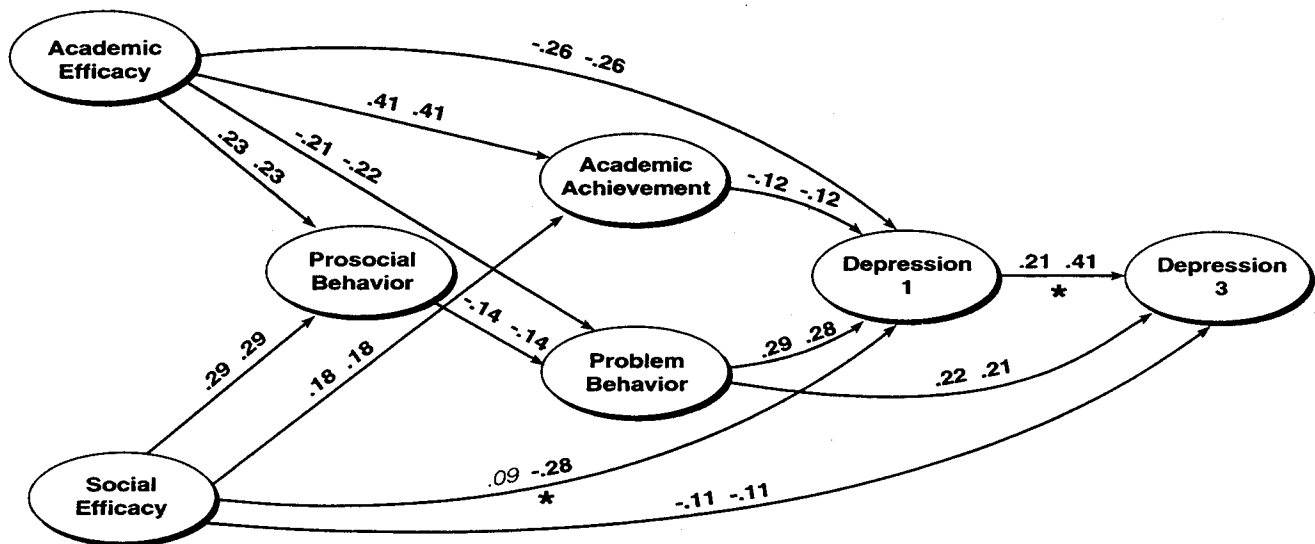 Academic
Efficacy
-.26 -.26
.41 .41
.23 .23
-.21 -.22
Academic
Achievement
-.12 -.12
Prosocial
Behavior
Depression
1
.21 .41
*
Depression
3
-.14 -.14
.29 .29
.18 .18
Problem
Behavior
.29 .28
.22 .21
Social
Efficacy
.09 -.28
*
-.11 -.11